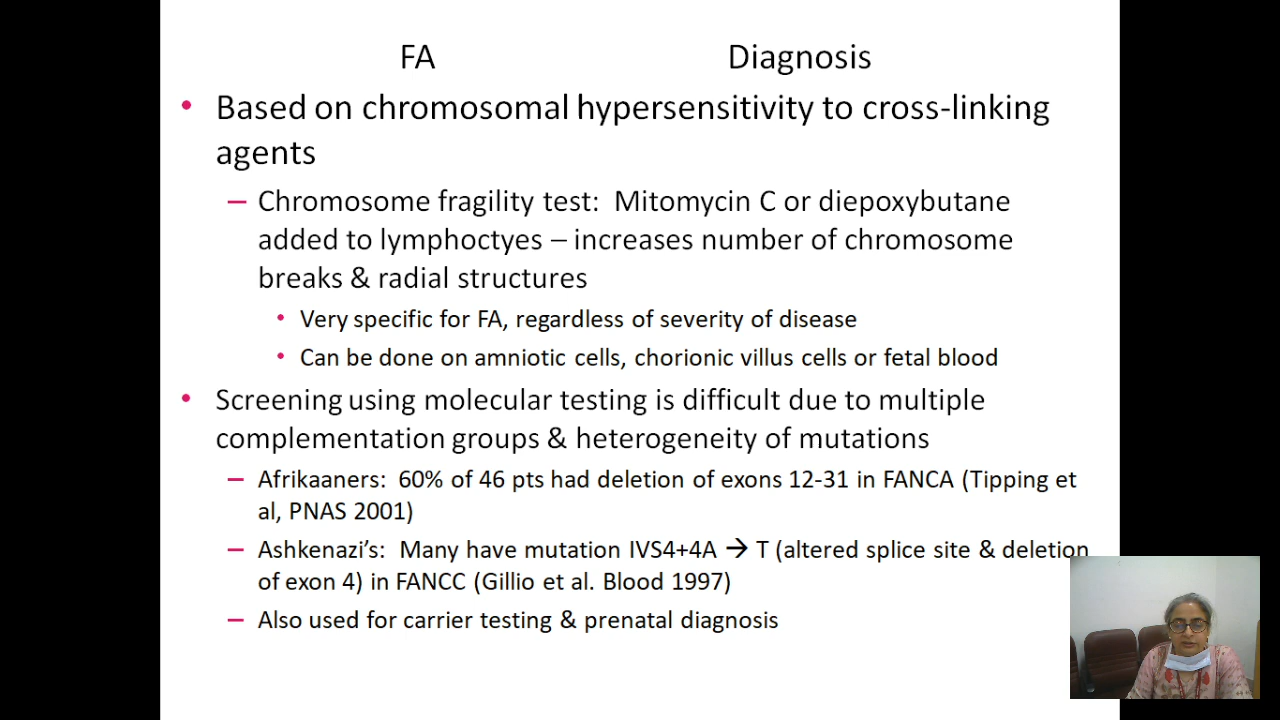 FA Diagnosis
• Based on chromosomal hypersensitivity to cross-linking
agents
– Chromosome fragility test: Mitomycin C or diepoxybutane
added to lymphoctyes – increases number of chromosome
breaks & radial structures
• Very specific for FA, regardless of severity of disease
• Can be done on amniotic cells, chorionic villus cells or fetal blood
• Screening using molecular testing is difficult due to multiple
complementation groups & heterogeneity of mutations
– Afrikaaners: 60% of 46 pts had deletion of exons 12-31 in FANCA (Tipping et
al, PNAS 2001)
– Ashkenazi’s: Many have mutation IVS4+4A → T (altered splice site & deletion
of exon 4) in FANCC (Gillio et al. Blood 1997)
– Also used for carrier testing & prenatal diagnosis